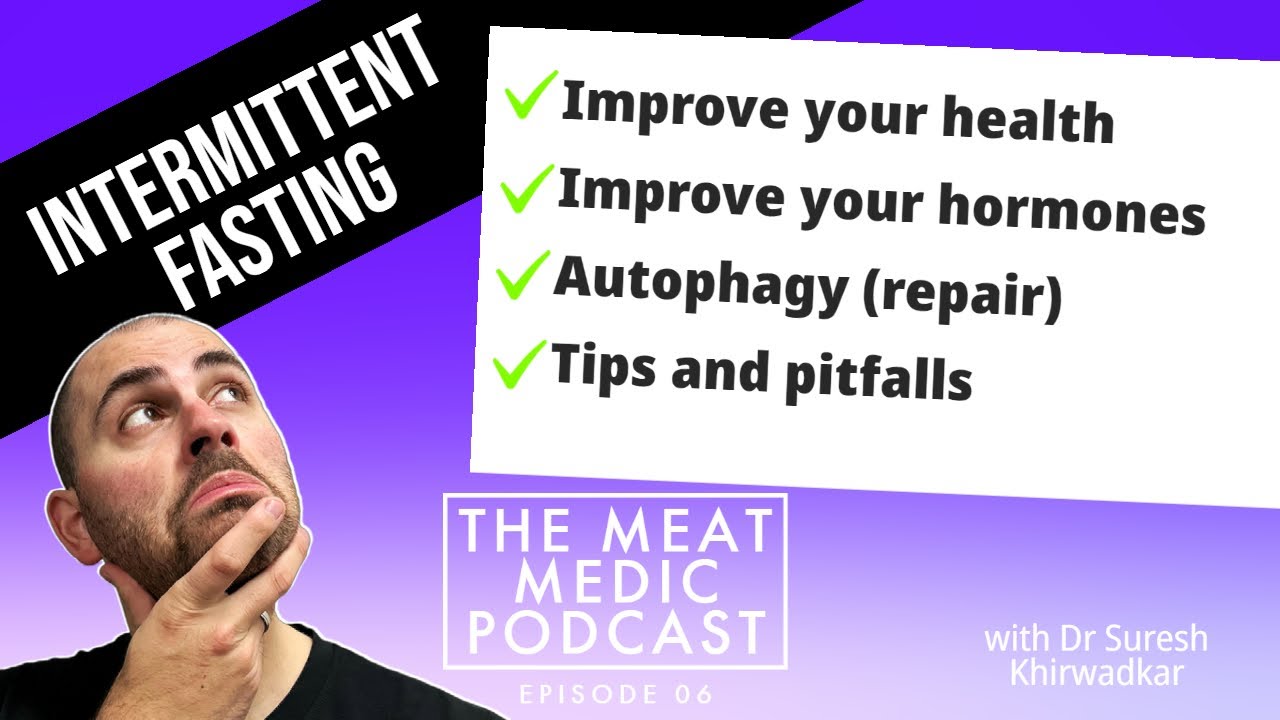 INTERMITTENT
FASTING
Improve your health
Improve your hormones
Autophagy (repair)
Tips and pitfalls
THE MEAT
MEDIC
PODCAST
EPISODE 06
with Dr Suresh
Khirwadkar